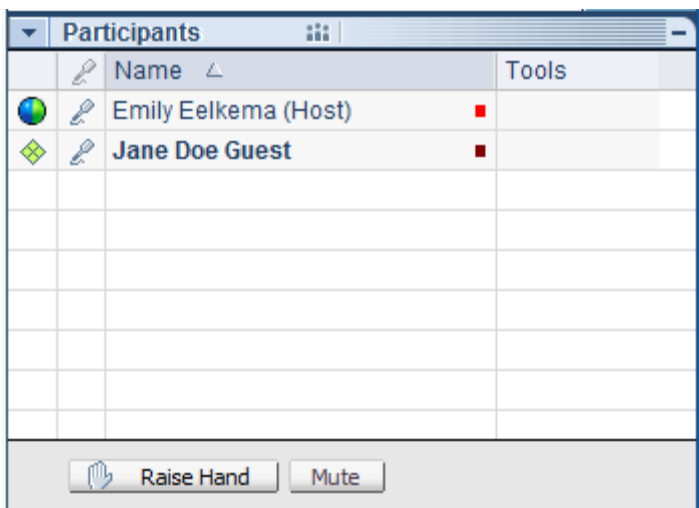 Participants
Name Tools
Emily Eelkema (Host)
Jane Doe Guest
Raise Hand Mute